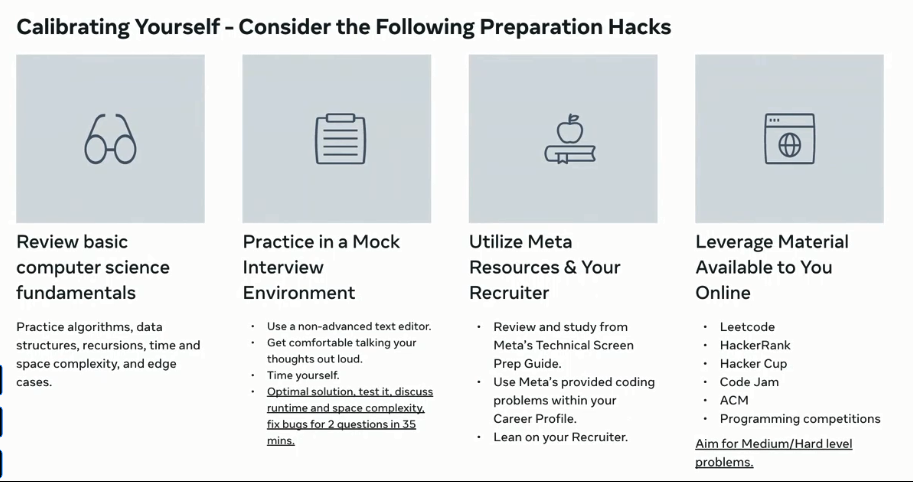 Calibrating Yourself - Consider the Following Preparation Hacks
Review basic
computer science
fundamentals
Practice algorithms, data
structures, recursions, time and
space complexity, and edge
cases.
Practice in a Mock
Interview
Environment
• Use a non-advanced text editor.
• Get comfortable talking your
thoughts out loud.
• Time yourself.
• Optimal solution, test it, discuss
runtime and space complexity,
fix bugs for 2 questions in 35
mins.
Utilize Meta
Resources & Your
Recruiter
• Review and study from
Meta's Technical Screen
Prep Guide.
• Use Meta's provided coding
problems within your
Career Profile.
• Lean on your Recruiter.
Leverage Material
Available to You
Online
• Leetcode
• HackerRank
• Hacker Cup
• Code Jam
• ACM
• Programming competitions
Aim for Medium/Hard level
problems.